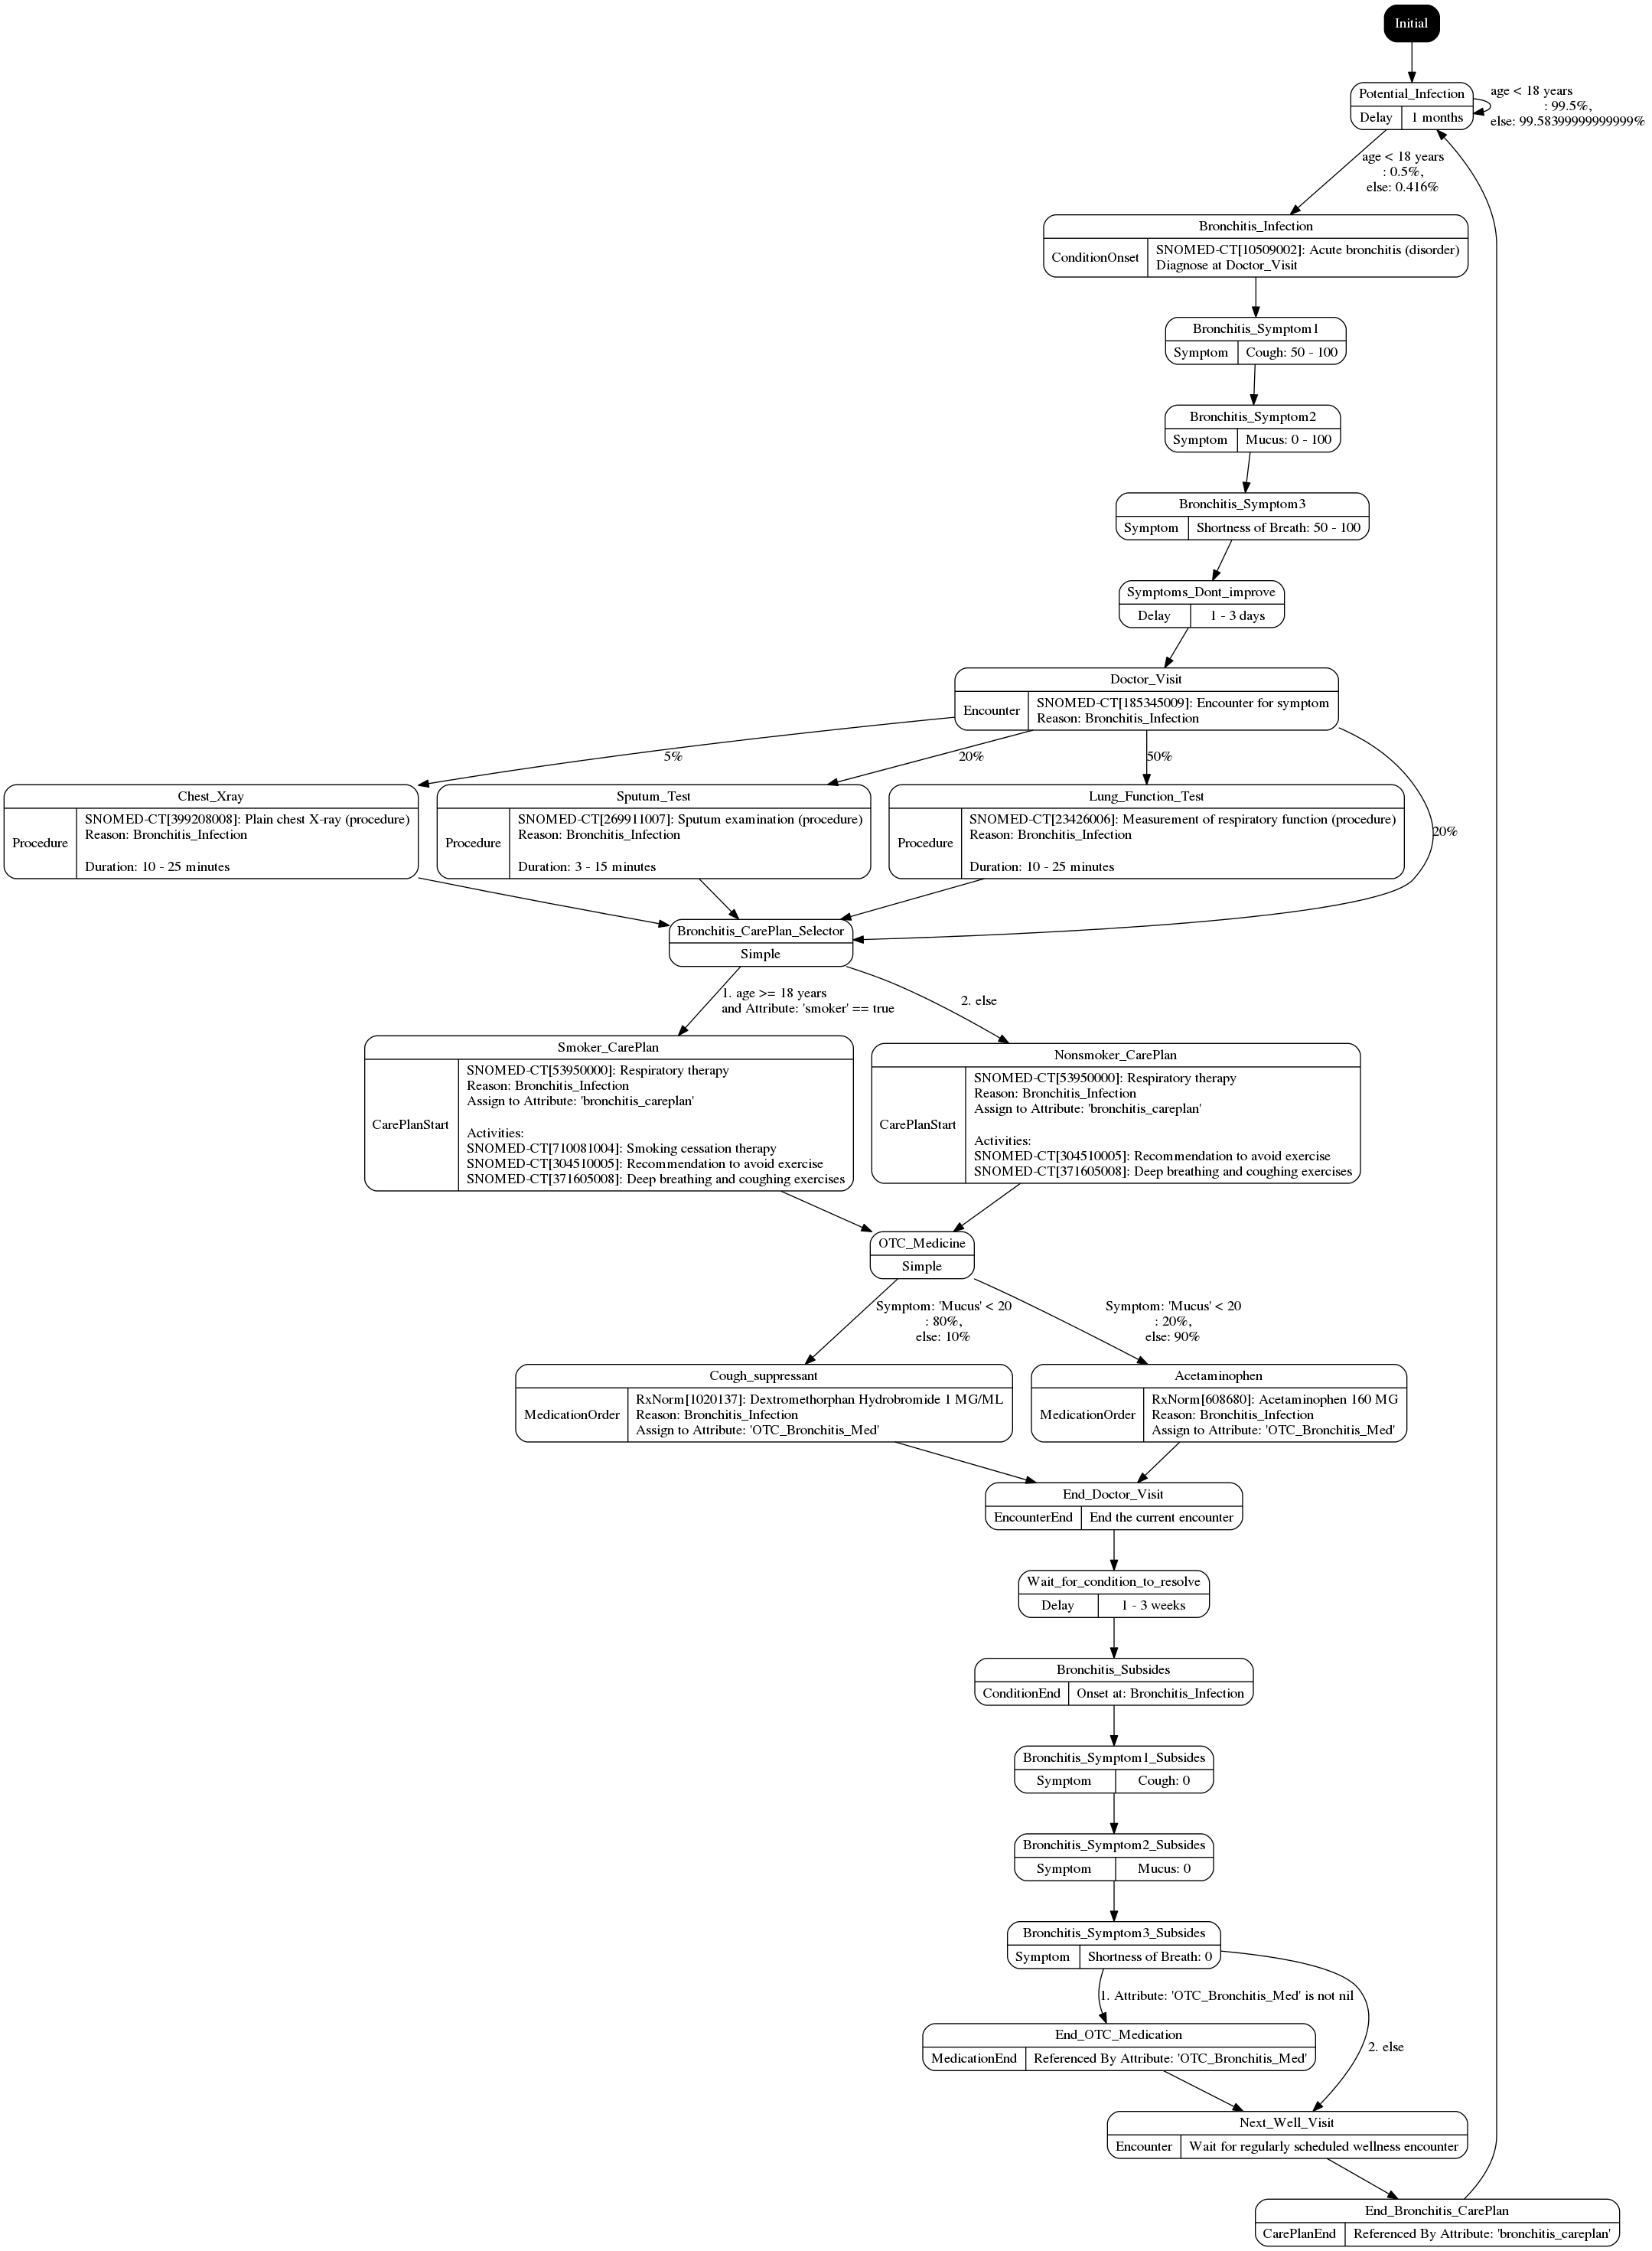 Initial
Potential_Infection
Delay
1 months
age < 18 years
: 99.5%,
else: 99.58399999999999%
age < 18 years
: 0.5%,
else: 0.416%
Bronchitis_Infection
ConditionOnset
SNOMED-CT[10509002]: Acute bronchitis (disorder)
Diagnose at Doctor_Visit
Bronchitis_Symptom1
Symptom
Cough: 50 - 100
Bronchitis_Symptom2
Symptom
Mucus: 0 - 100
Bronchitis_Symptom3
Symptom
Shortness of Breath: 50 - 100
Symptoms_Dont_improve
Delay
1 - 3 days
Doctor_Visit
Encounter
SNOMED-CT[185345009]: Encounter for symptom
Reason: Bronchitis_Infection
5%
20%
50%
20%
Chest_Xray
Procedure
SNOMED-CT[399208008]: Plain chest X-ray (procedure)
Reason: Bronchitis_Infection
Duration: 10 - 25 minutes
Sputum_Test
Procedure
SNOMED-CT[269911007]: Sputum examination (procedure)
Reason: Bronchitis_Infection
Duration: 3 - 15 minutes
Lung_Function_Test
Procedure
SNOMED-CT[23426006]: Measurement of respiratory function (procedure)
Reason: Bronchitis_Infection
Duration: 10 - 25 minutes
Bronchitis_CarePlan_Selector
Simple
1. age >= 18 years
and Attribute: 'smoker' == true
2. else
Smoker_CarePlan
CarePlanStart
SNOMED-CT[53950000]: Respiratory therapy
Reason: Bronchitis_Infection
Assign to Attribute: 'bronchitis_careplan'
Activities:
SNOMED-CT[710081004]: Smoking cessation therapy
SNOMED-CT[304510005]: Recommendation to avoid exercise
SNOMED-CT[371605008]: Deep breathing and coughing exercises
Nonsmoker_CarePlan
CarePlanStart
SNOMED-CT[53950000]: Respiratory therapy
Reason: Bronchitis_Infection
Assign to Attribute: 'bronchitis_careplan'
Activities:
SNOMED-CT[304510005]: Recommendation to avoid exercise
SNOMED-CT[371605008]: Deep breathing and coughing exercises
OTC_Medicine
Simple
Symptom: 'Mucus' < 20
: 80%,
else: 10%
Symptom: 'Mucus' < 20
: 20%,
else: 90%
Cough_suppressant
MedicationOrder
RxNorm[1020137]: Dextromethorphan Hydrobromide 1 MG/ML
Reason: Bronchitis_Infection
Assign to Attribute: 'OTC_Bronchitis_Med'
Acetaminophen
MedicationOrder
RxNorm[608680]: Acetaminophen 160 MG
Reason: Bronchitis_Infection
Assign to Attribute: 'OTC_Bronchitis_Med'
End_Doctor_Visit
EncounterEnd
End the current encounter
Wait_for_condition_to_resolve
Delay
1 - 3 weeks
Bronchitis_Subsides
ConditionEnd
Onset at: Bronchitis_Infection
Bronchitis_Symptom1_Subsides
Symptom
Cough: 0
Bronchitis_Symptom2_Subsides
Symptom
Mucus: 0
Bronchitis_Symptom3_Subsides
Symptom
Shortness of Breath: 0
1. Attribute: 'OTC_Bronchitis_Med' is not nil
2. else
End_OTC_Medication
MedicationEnd
Referenced By Attribute: 'OTC_Bronchitis_Med'
Next_Well_Visit
Encounter
Wait for regularly scheduled wellness encounter
End_Bronchitis_CarePlan
CarePlanEnd
Referenced By Attribute: 'bronchitis_careplan'